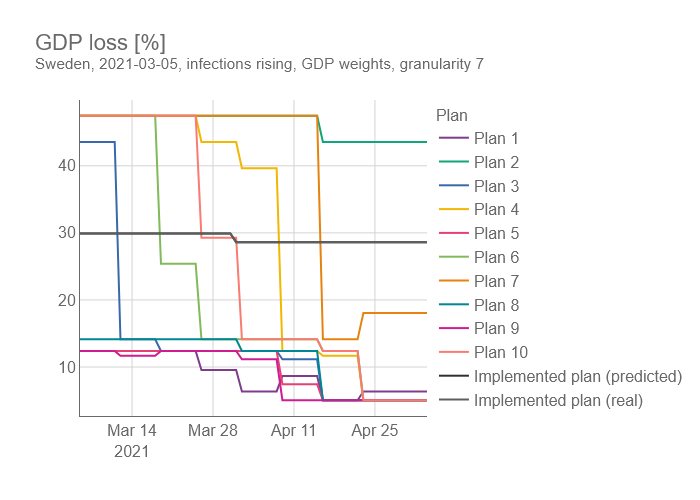 GDP loss [%]
Sweden, 2021-03-05, infections rising, GDP weights, granularity 7
Plan
Plan 1
Plan 2
Plan 3
Plan 4
Plan 5
Plan 6
Plan 7
Plan 8
Plan 9
Plan 10
Implemented plan (predicted)
Implemented plan (real)
40
30
20
10
Mar 14
2021
Mar 28
Apr 11
Apr 25